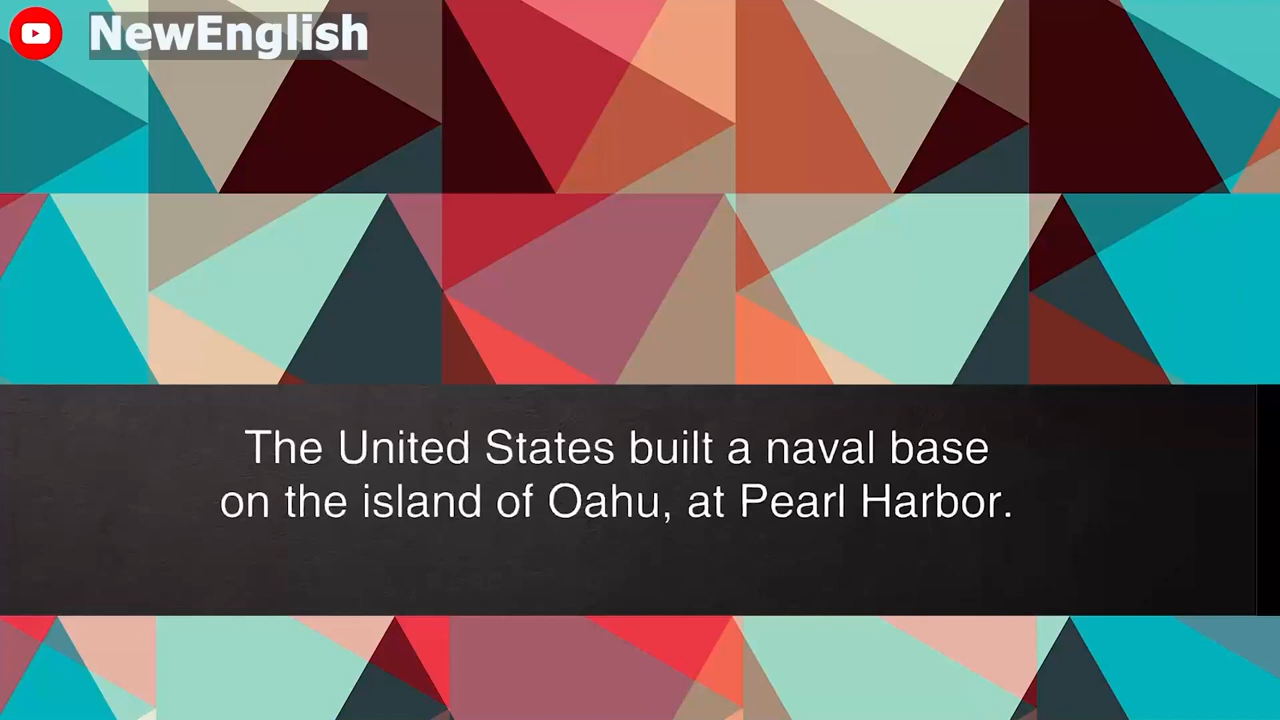 NewEnglish
The United States built a naval base
on the island of Oahu, at Pearl Harbor.